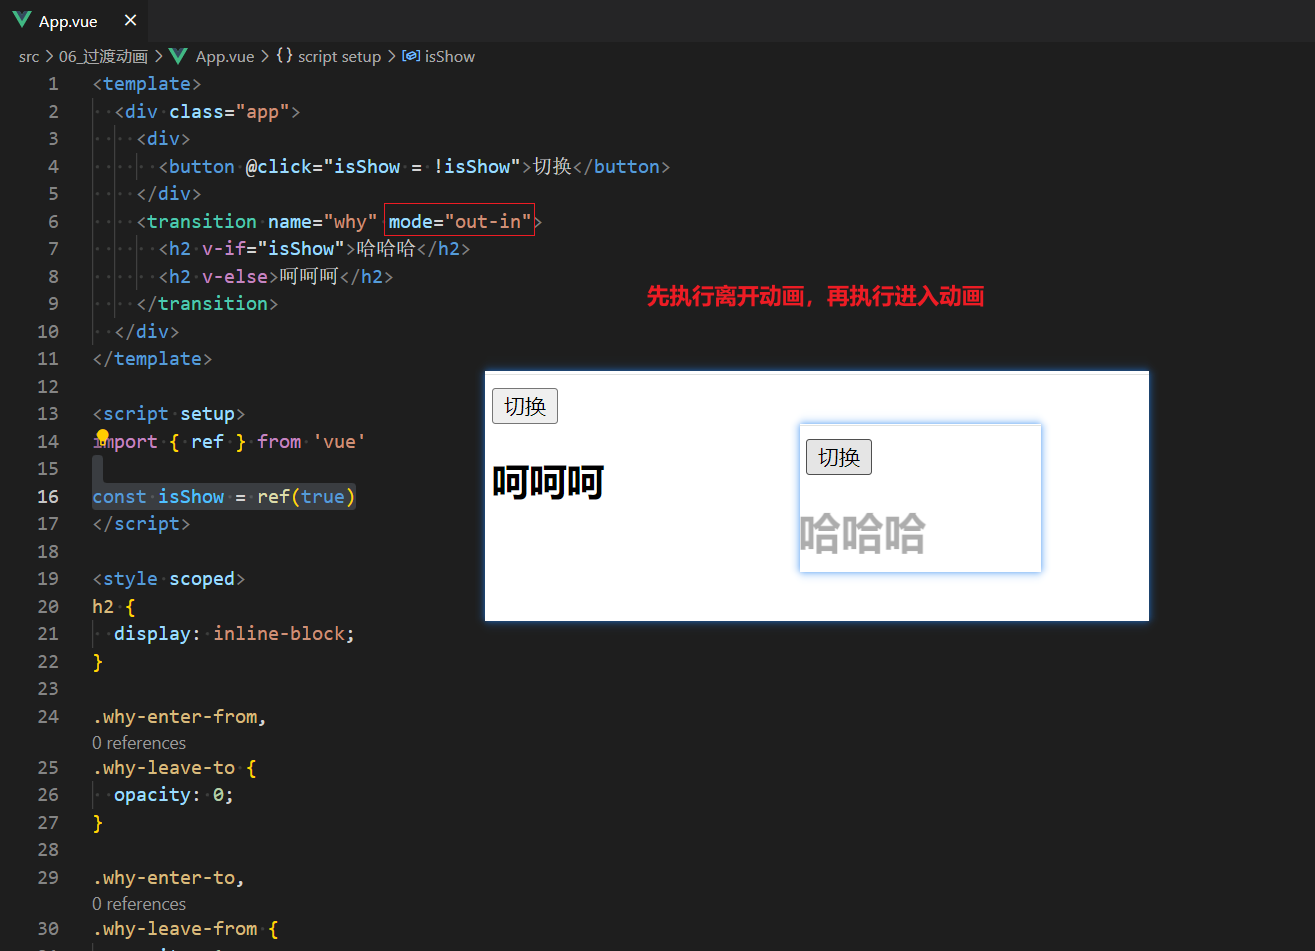 App.vue ×
src > 06_过渡动画 > App.vue > {} script setup > isShow
1 <template>
2 <div class="app">
3 <div>
4 <button @click="isShow = !isShow">切换</button>
5 </div>
6 <transition name="why" mode="out-in">
7 <h2 v-if="isShow">哈哈哈</h2>
8 <h2 v-else>呵呵呵</h2>
9 </transition>
先执行离开动画，再执行进入动画
10 </div>
11 </template>
12
13 <script setup>
14 import { ref } from 'vue'
15
16 const isShow = ref(true)
17 </script>
切换
呵呵呵
切换
哈哈哈
18
19 <style scoped>
20 h2 {
21 display: inline-block;
22 }
23
24 .why-enter-from,
0 references
25 .why-leave-to {
26 opacity: 0;
27 }
28
29 .why-enter-to,
0 references
30 .why-leave-from {